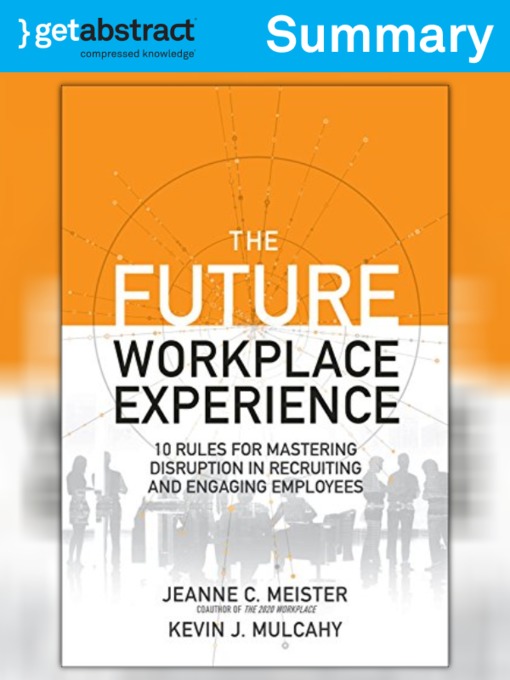 }getabstract
compressed knowledge
Summary
THE
FUTURE
WORKPLACE
EXPERIENCE
10 RULES FOR MASTERING
DISRUPTION IN RECRUITING
AND ENGAGING EMPLOYEES
JEANNE C. MEISTER
COAUTHOR OF THE 2020 WORKPLACE
KEVIN J. MULCAHY